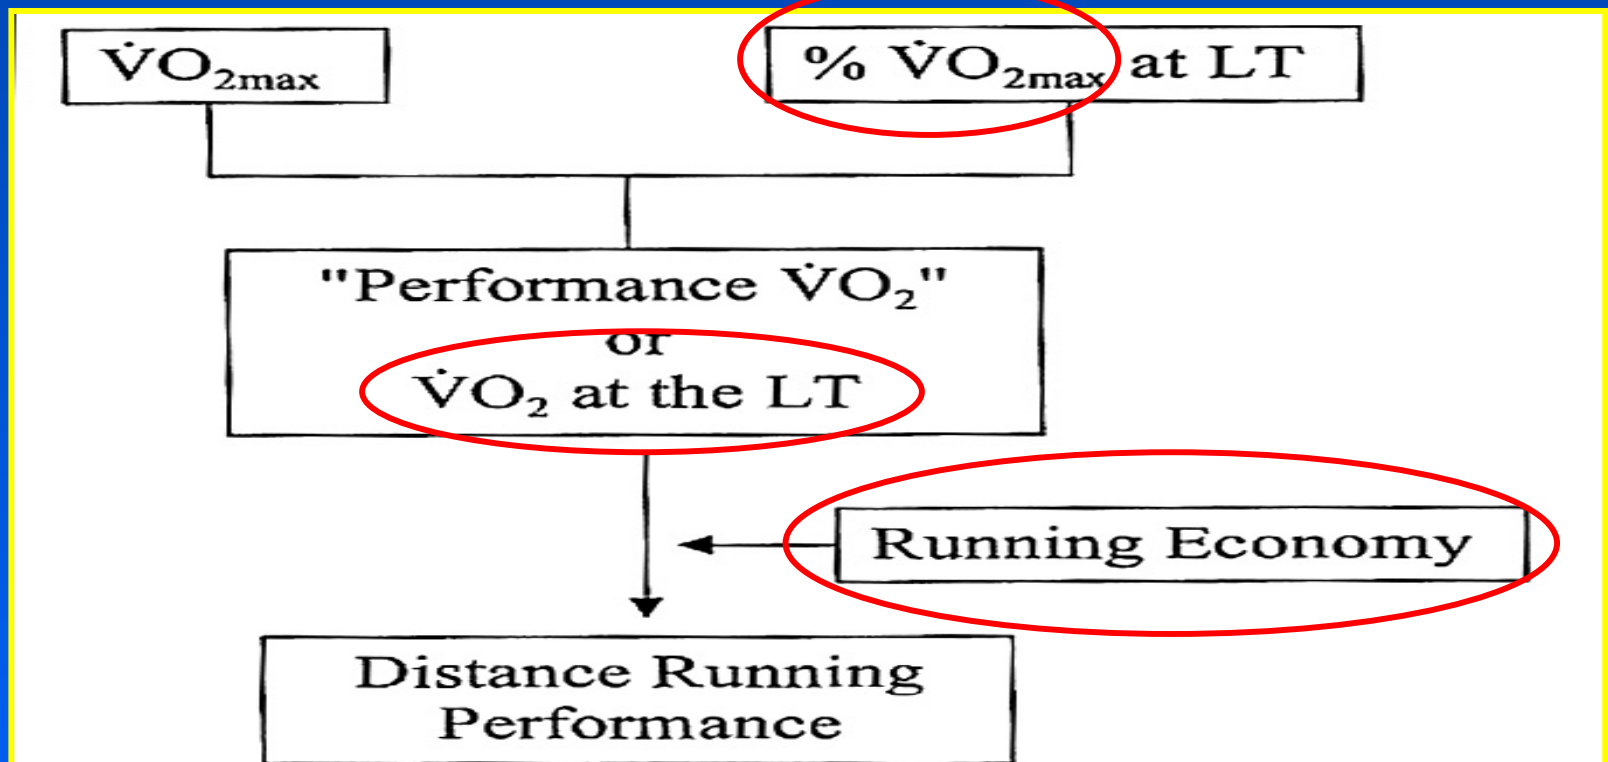 V̇O₂max
% V̇O₂max at LT
"Performance V̇O₂"
or
V̇O₂ at the LT
Running Economy
Distance Running
Performance